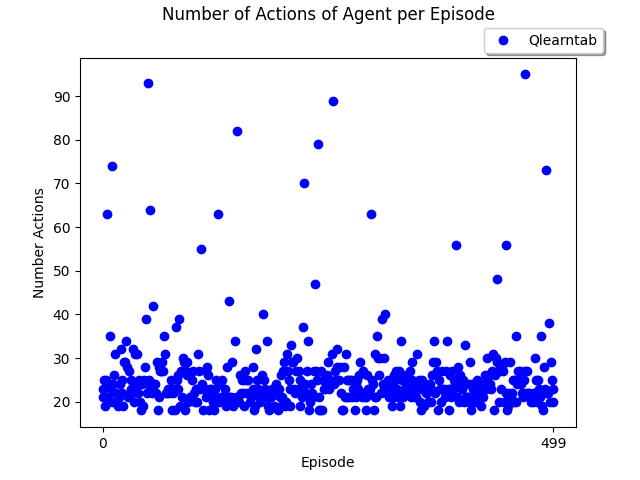 Number of Actions of Agent per Episode
Qlearntab
90
80
70
60
50
40
30
20
Number Actions
0
499
Episode